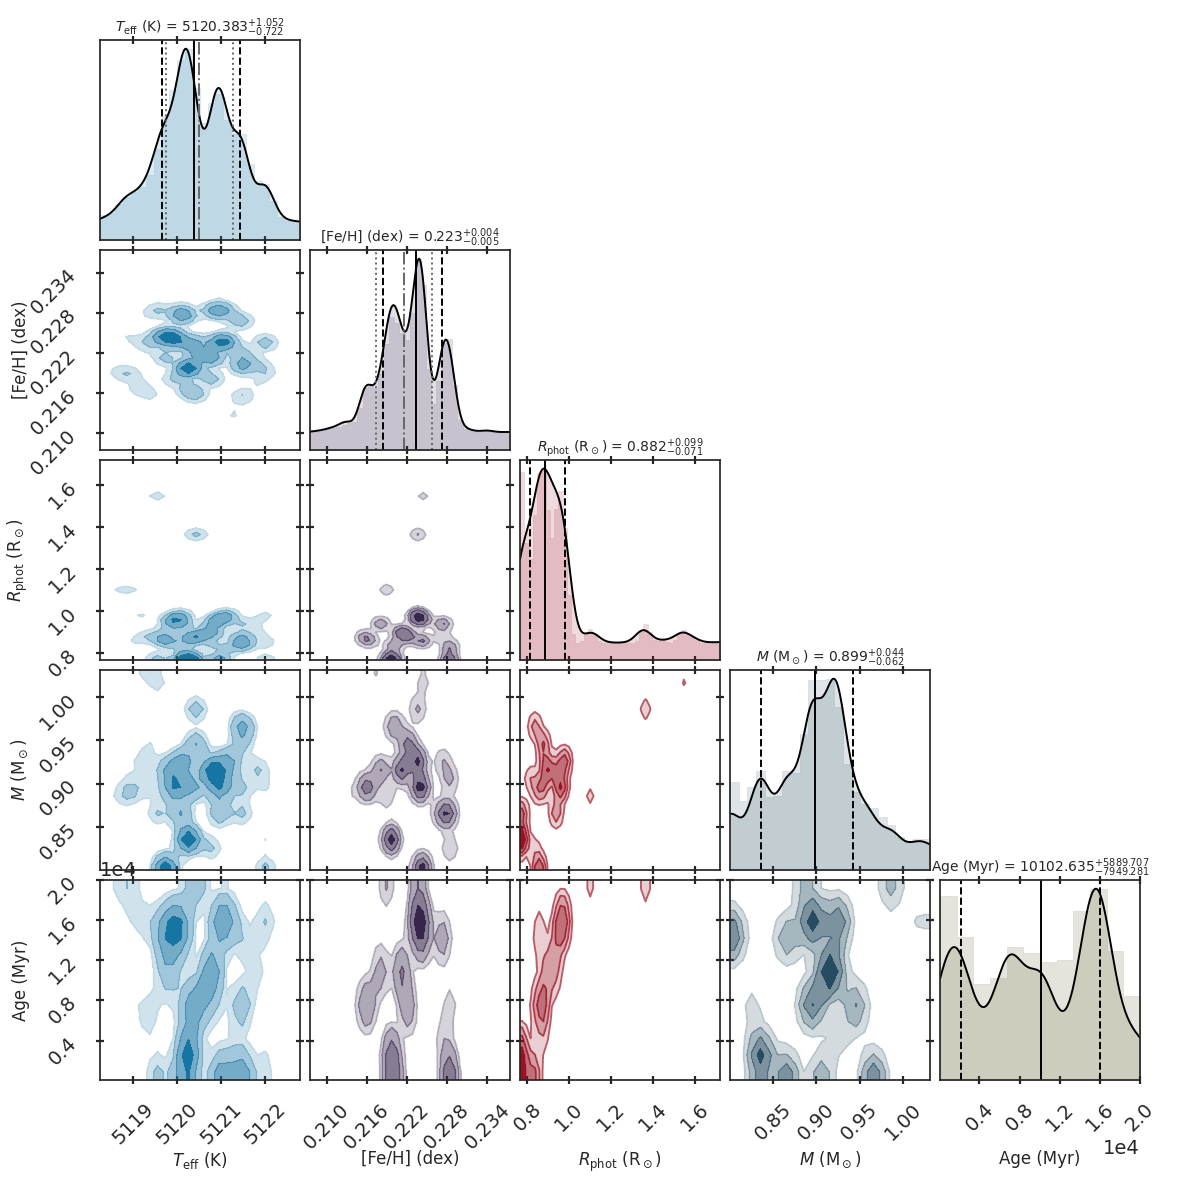 T_eff (K) = 5120.383 +1.052 −0.722
[Fe/H] (dex) = 0.223 +0.004 −0.005
[Fe/H] (dex)
0.234
0.228
0.222
0.216
0.210
R_phot (R⊙) = 0.882 +0.099 −0.071
R_phot (R⊙)
1.6
1.4
1.2
1.0
0.8
M (M⊙) = 0.899 +0.044 −0.062
M (M⊙)
1.00
0.95
0.90
0.85
1e4
Age (Myr) = 10102.635 +5889.707 −7949.281
Age (Myr)
2.0
1.6
1.2
0.8
0.4
5119 5120 5121 5122
0.210 0.216 0.222 0.228 0.234
0.8 1.0 1.2 1.4 1.6
0.85 0.90 0.95 1.00
0.4 0.8 1.2 1.6 2.0
1e4
T_eff (K)
[Fe/H] (dex)
R_phot (R⊙)
M (M⊙)
Age (Myr)